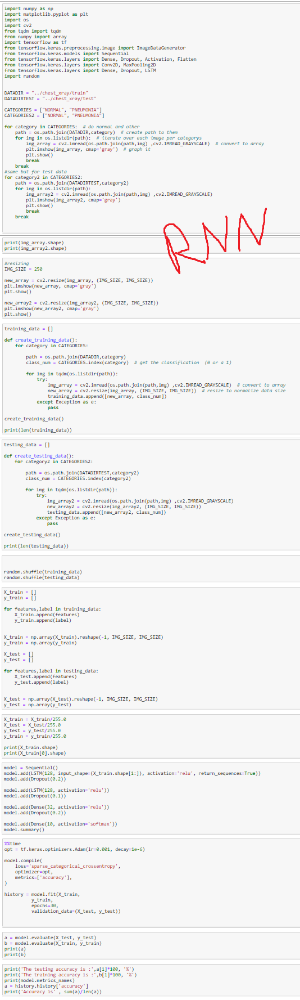 import numpy as np
import matplotlib.pyplot as plt
import os
import cv2
from tqdm import tqdm
from numpy import array
import tensorflow as tf
from tensorflow.keras.preprocessing.image import ImageDataGenerator
from tensorflow.keras.models import Sequential
from tensorflow.keras.layers import Dense, Dropout, Activation, Flatten
from tensorflow.keras.layers import Conv2D, MaxPooling2D
from tensorflow.keras.layers import Dense, Dropout, LSTM
import random
DATADIR = "../chest_xray/train"
DATADIRTEST = "../chest_xray/test"
CATEGORIES = ["NORMAL", "PNEUMONIA"]
CATEGORIES2 = ["NORMAL", "PNEUMONIA"]
for category in CATEGORIES:  # do normal and other
    path = os.path.join(DATADIR,category)  # create path to them
    for img in os.listdir(path):  # iterate over each image per categorys
        img_array = cv2.imread(os.path.join(path,img) ,cv2.IMREAD_GRAYSCALE)  # convert to array
        plt.imshow(img_array, cmap='gray')  # graph it
        plt.show()
        break
    break
#same but for test data
for category2 in CATEGORIES2:
    path = os.path.join(DATADIRTEST,category2)
    for img in os.listdir(path):
        img_array2 = cv2.imread(os.path.join(path,img) ,cv2.IMREAD_GRAYSCALE)
        plt.imshow(img_array2, cmap='gray')
        plt.show()
        break
    break
RNN
print(img_array.shape)
print(img_array2.shape)
#resizing
IMG_SIZE = 250
new_array = cv2.resize(img_array, (IMG_SIZE, IMG_SIZE))
plt.imshow(new_array, cmap='gray')
plt.show()
new_array2 = cv2.resize(img_array2, (IMG_SIZE, IMG_SIZE))
plt.imshow(new_array2, cmap='gray')
plt.show()
training_data = []
def create_training_data():
    for category in CATEGORIES:
        path = os.path.join(DATADIR,category)
        class_num = CATEGORIES.index(category)  # get the classification  (0 or a 1)
        for img in tqdm(os.listdir(path)):
            try:
                img_array = cv2.imread(os.path.join(path,img) ,cv2.IMREAD_GRAYSCALE)  # convert to array
                new_array = cv2.resize(img_array, (IMG_SIZE, IMG_SIZE))  # resize to normalize data size
                training_data.append([new_array, class_num])
            except Exception as e:
                pass
create_training_data()
print(len(training_data))
testing_data = []
def create_testing_data():
    for category2 in CATEGORIES2:
        path = os.path.join(DATADIRTEST,category2)
        class_num = CATEGORIES.index(category2)
        for img in tqdm(os.listdir(path)):
            try:
                img_array2 = cv2.imread(os.path.join(path,img) ,cv2.IMREAD_GRAYSCALE)
                new_array2 = cv2.resize(img_array2, (IMG_SIZE, IMG_SIZE))
                testing_data.append([new_array2, class_num])
            except Exception as e:
                pass
create_testing_data()
print(len(testing_data))
random.shuffle(training_data)
random.shuffle(testing_data)
X_train = []
y_train = []
for features,label in training_data:
    X_train.append(features)
    y_train.append(label)
X_train = np.array(X_train).reshape(-1, IMG_SIZE, IMG_SIZE)
y_train = np.array(y_train)
X_test = []
y_test = []
for features,label in testing_data:
    X_test.append(features)
    y_test.append(label)
X_test = np.array(X_test).reshape(-1, IMG_SIZE, IMG_SIZE)
y_test = np.array(y_test)
X_train = X_train/255.0
X_test = X_test/255.0
y_test = y_test/255.0
y_train = y_train/255.0
print(X_train.shape)
print(X_train[0].shape)
model = Sequential()
model.add(LSTM(128, input_shape=(X_train.shape[1:]), activation='relu', return_sequences=True))
model.add(Dropout(0.2))
model.add(LSTM(128, activation='relu'))
model.add(Dropout(0.1))
model.add(Dense(32, activation='relu'))
model.add(Dropout(0.2))
model.add(Dense(10, activation='softmax'))
model.summary()
%%time
opt = tf.keras.optimizers.Adam(lr=0.001, decay=1e-6)
model.compile(
    loss='sparse_categorical_crossentropy',
    optimizer=opt,
    metrics=['accuracy'],
)
history = model.fit(X_train,
          y_train,
          epochs=30,
          validation_data=(X_test, y_test))
a = model.evaluate(X_test, y_test)
b = model.evaluate(X_train, y_train)
print(a)
print(b)
print('The testing accuracy is :',a[1]*100, '%')
print('The training accuracy is :',b[1]*100, '%')
print(model.metrics_names)
a = history.history['accuracy']
print('Accuracy is' , sum(a)/len(a))